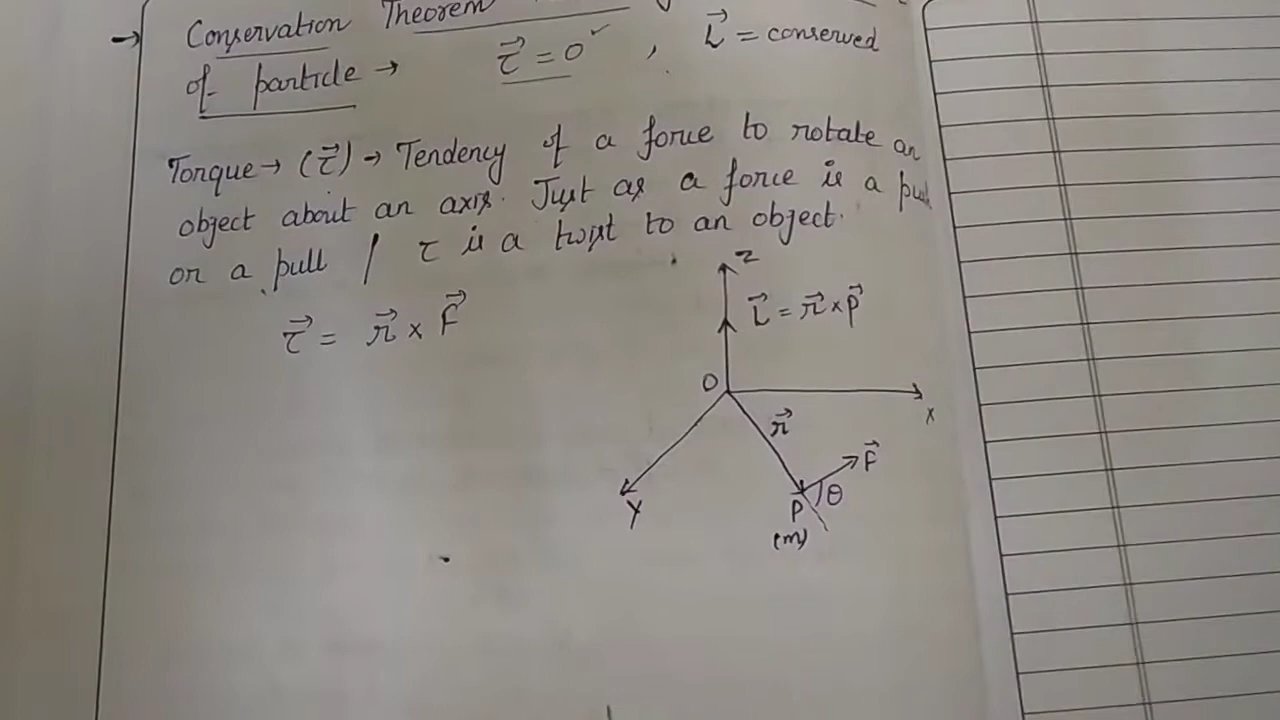 → Conservation Theorem
of particle → τ⃗ = 0 ✓ , L⃗ = conserved
Torque → (τ⃗) → Tendency of a force to rotate an
object about an axis. Just as a force is a
or a pull / τ is a twist to an object.
τ⃗ = r⃗ × F⃗
z
L⃗ = r⃗ × p⃗
O
x
r⃗
F⃗
θ
P
y
(m)